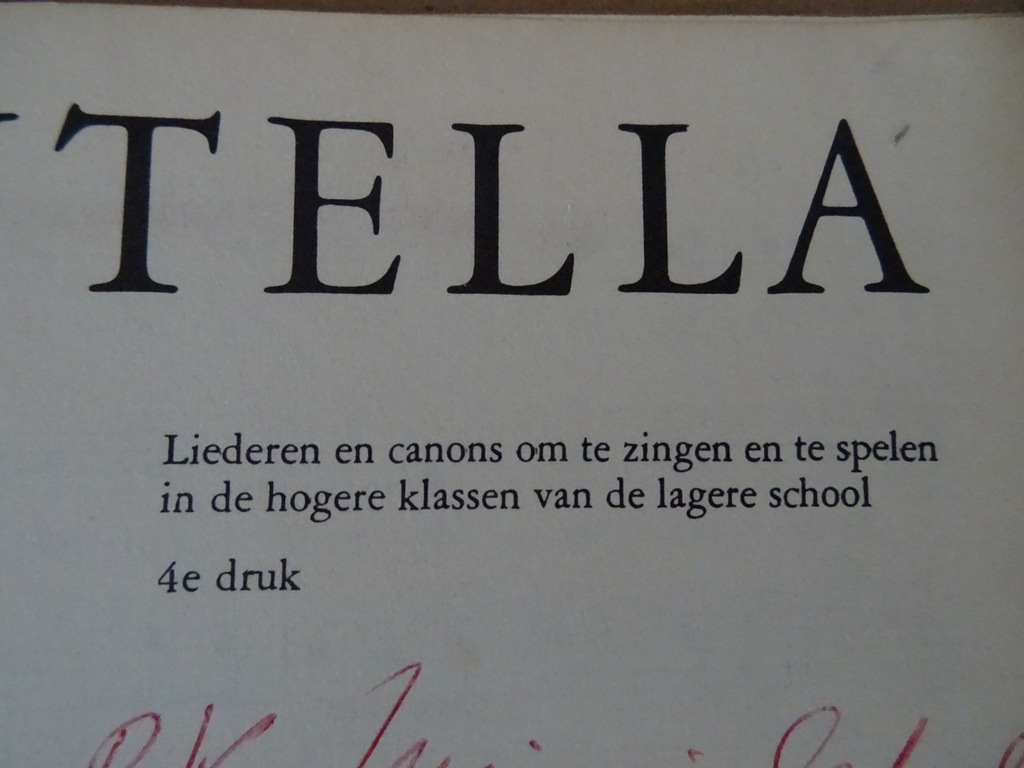 TELLA
Liederen en canons om te zingen en te spelen
in de hogere klassen van de lagere school
4e druk